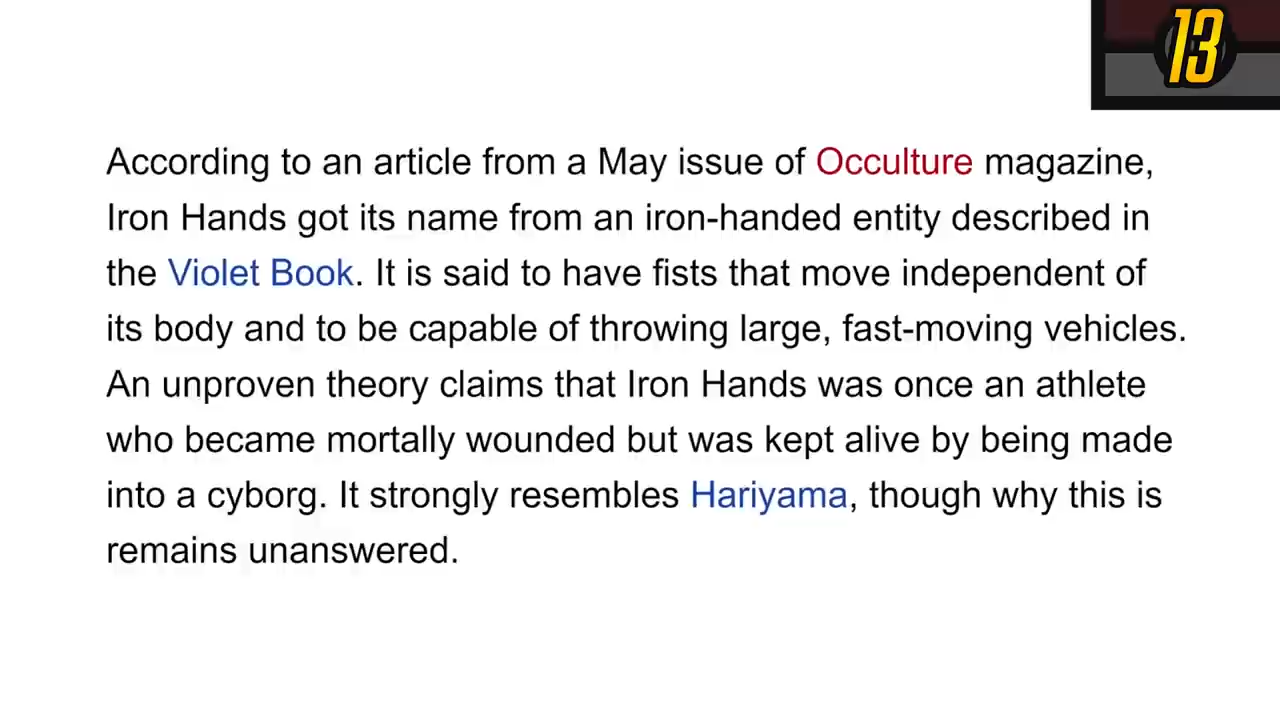 13
According to an article from a May issue of Occulture magazine,
Iron Hands got its name from an iron-handed entity described in
the Violet Book. It is said to have fists that move independent of
its body and to be capable of throwing large, fast-moving vehicles.
An unproven theory claims that Iron Hands was once an athlete
who became mortally wounded but was kept alive by being made
into a cyborg. It strongly resembles Hariyama, though why this is
remains unanswered.